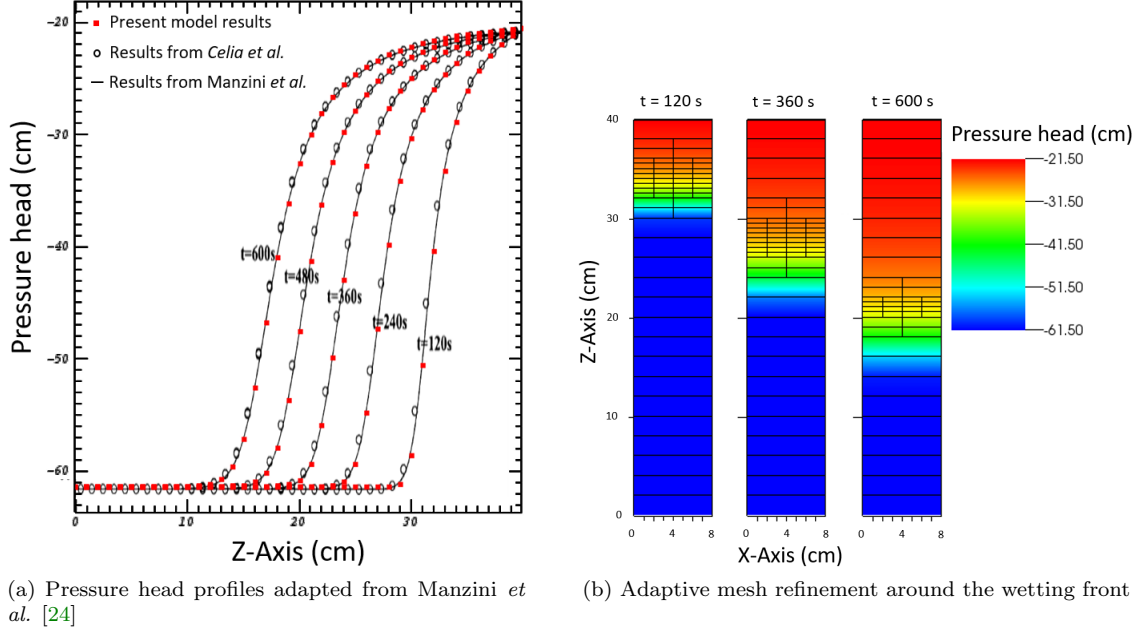 Present model results
Results from Celia et al.
Results from Manzini et al.
−20
−30
−40
−50
−60
Pressure head (cm)
t=600s
t=480s
t=360s
t=240s
t=120s
0
10
20
30
Z-Axis (cm)
(a) Pressure head profiles adapted from Manzini et
al. [24]
t = 120 s
t = 360 s
t = 600 s
40
30
20
10
0
Z-Axis (cm)
0 4 8
0 4 8
0 4 8
X-Axis (cm)
Pressure head (cm)
-21.50
-31.50
-41.50
-51.50
-61.50
(b) Adaptive mesh refinement around the wetting front